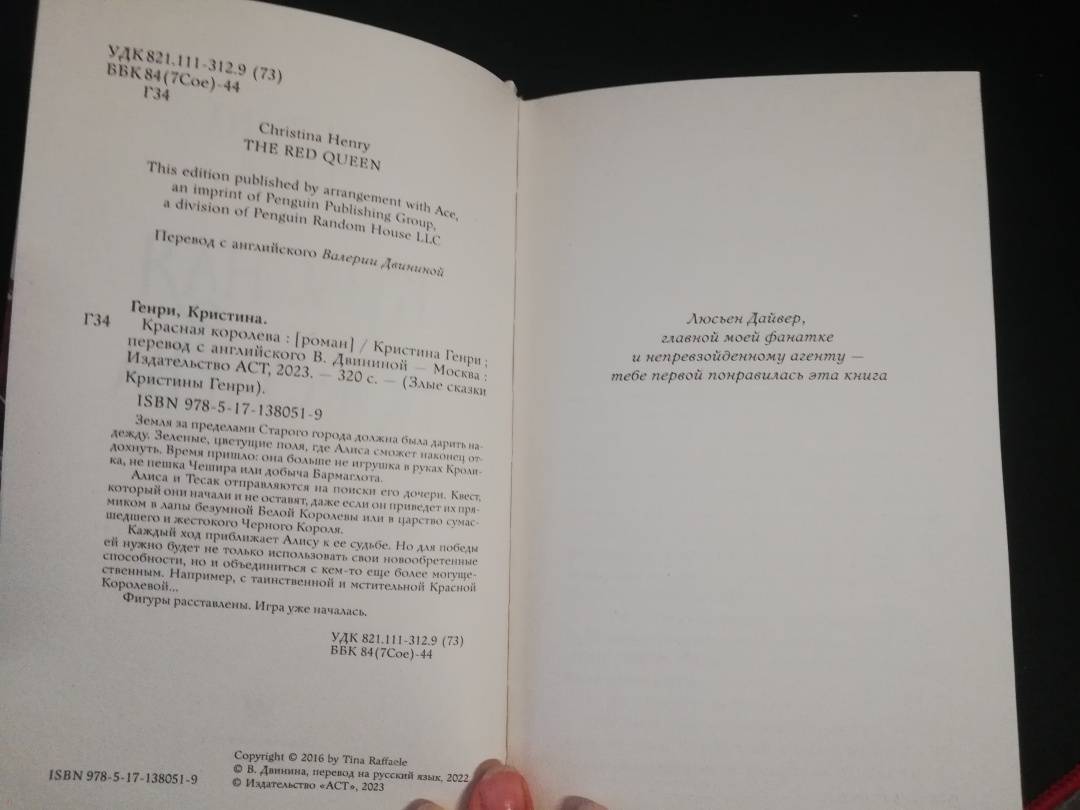 УДК 821.111-312.9 (73)
ББК 84(7Сое)-44
Г34
Christina Henry
THE RED QUEEN
This edition published by arrangement with Ace,
an imprint of Penguin Publishing Group,
a division of Penguin Random House LLC
Перевод с английского Валерии Двининой
Генри, Кристина.
Г34 Красная королева : [роман] / Кристина Генри ;
перевод с английского В. Двининой — Москва :
Издательство АСТ, 2023. — 320 с. — (Злые сказки
Кристины Генри).
ISBN 978-5-17-138051-9
Земля за пределами Старого города должна была дарить на-
дежду. Зеленые, цветущие поля, где Алиса сможет наконец от-
дохнуть. Время пришло: она больше не игрушка в руках Кроли-
ка, не пешка Чешира или добыча Бармаглота.
Алиса и Тесак отправляются на поиски его дочери. Квест,
который они начали и не оставят, даже если он приведет их пря-
миком в лапы безумной Белой Королевы или в царство сумас-
шедшего и жестокого Черного Короля.
Каждый ход приближает Алису к ее судьбе. Но для победы
ей нужно будет не только использовать свои новообретенные
способности, но и объединиться с кем-то еще более могуще-
ственным. Например, с таинственной и мстительной Красной
Королевой...
Фигуры расставлены. Игра уже началась.
УДК 821.111-312.9 (73)
ББК 84(7Сое)-44
Copyright © 2016 by Tina Raffaele
© В. Двинина, перевод на русский язык, 2022
ISBN 978-5-17-138051-9 © Издательство «АСТ», 2023
Люсьен Дайвер,
главной моей фанатке
и непревзойденному агенту —
тебе первой понравилась эта книга